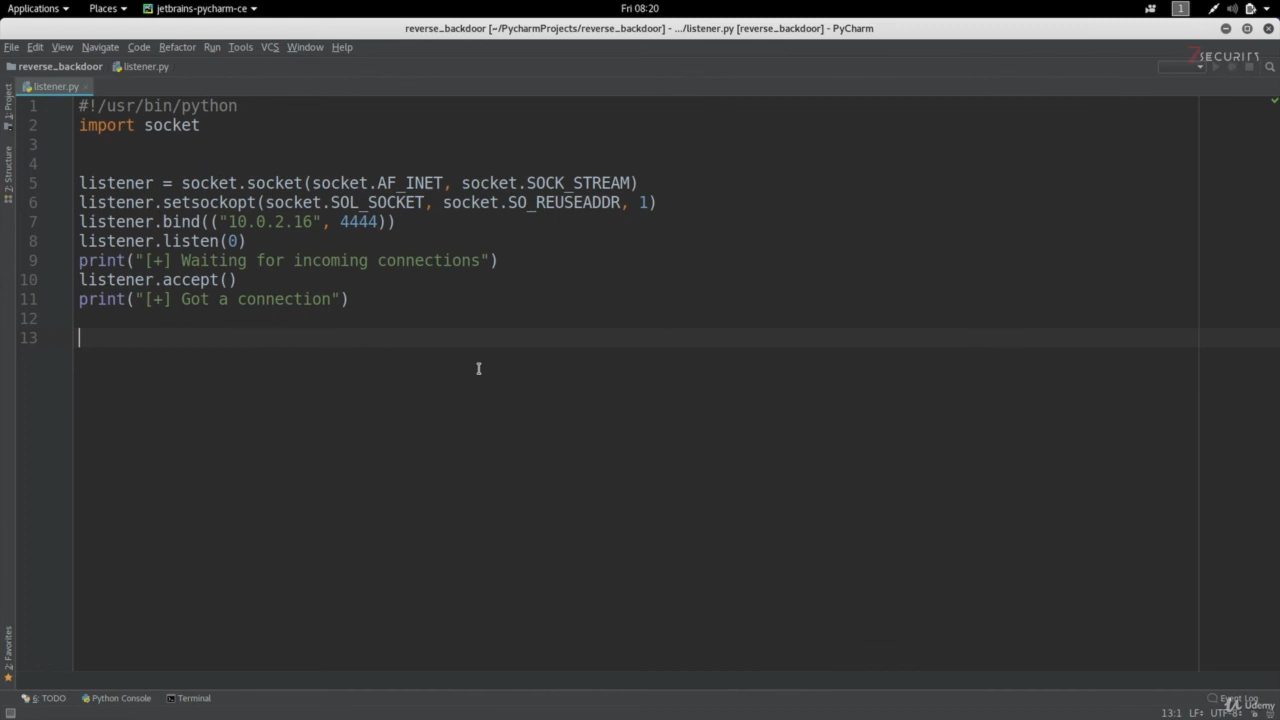 Applications Places jetbrains-pycharm-ce Fri 08:20 1
reverse_backdoor [~/PycharmProjects/reverse_backdoor] - .../listener.py [reverse_backdoor] - PyCharm
File Edit View Navigate Code Refactor Run Tools VCS Window Help
reverse_backdoor listener.py
ZSECURITY
listener.py
1: Project
2: Structure
2: Favorites
1 #!/usr/bin/python
2 import socket
3
4
5 listener = socket.socket(socket.AF_INET, socket.SOCK_STREAM)
6 listener.setsockopt(socket.SOL_SOCKET, socket.SO_REUSEADDR, 1)
7 listener.bind(("10.0.2.16", 4444))
8 listener.listen(0)
9 print("[+] Waiting for incoming connections")
10 listener.accept()
11 print("[+] Got a connection")
12
13
6: TODO Python Console Terminal Event Log
13:1 LF UTF-8
Udemy